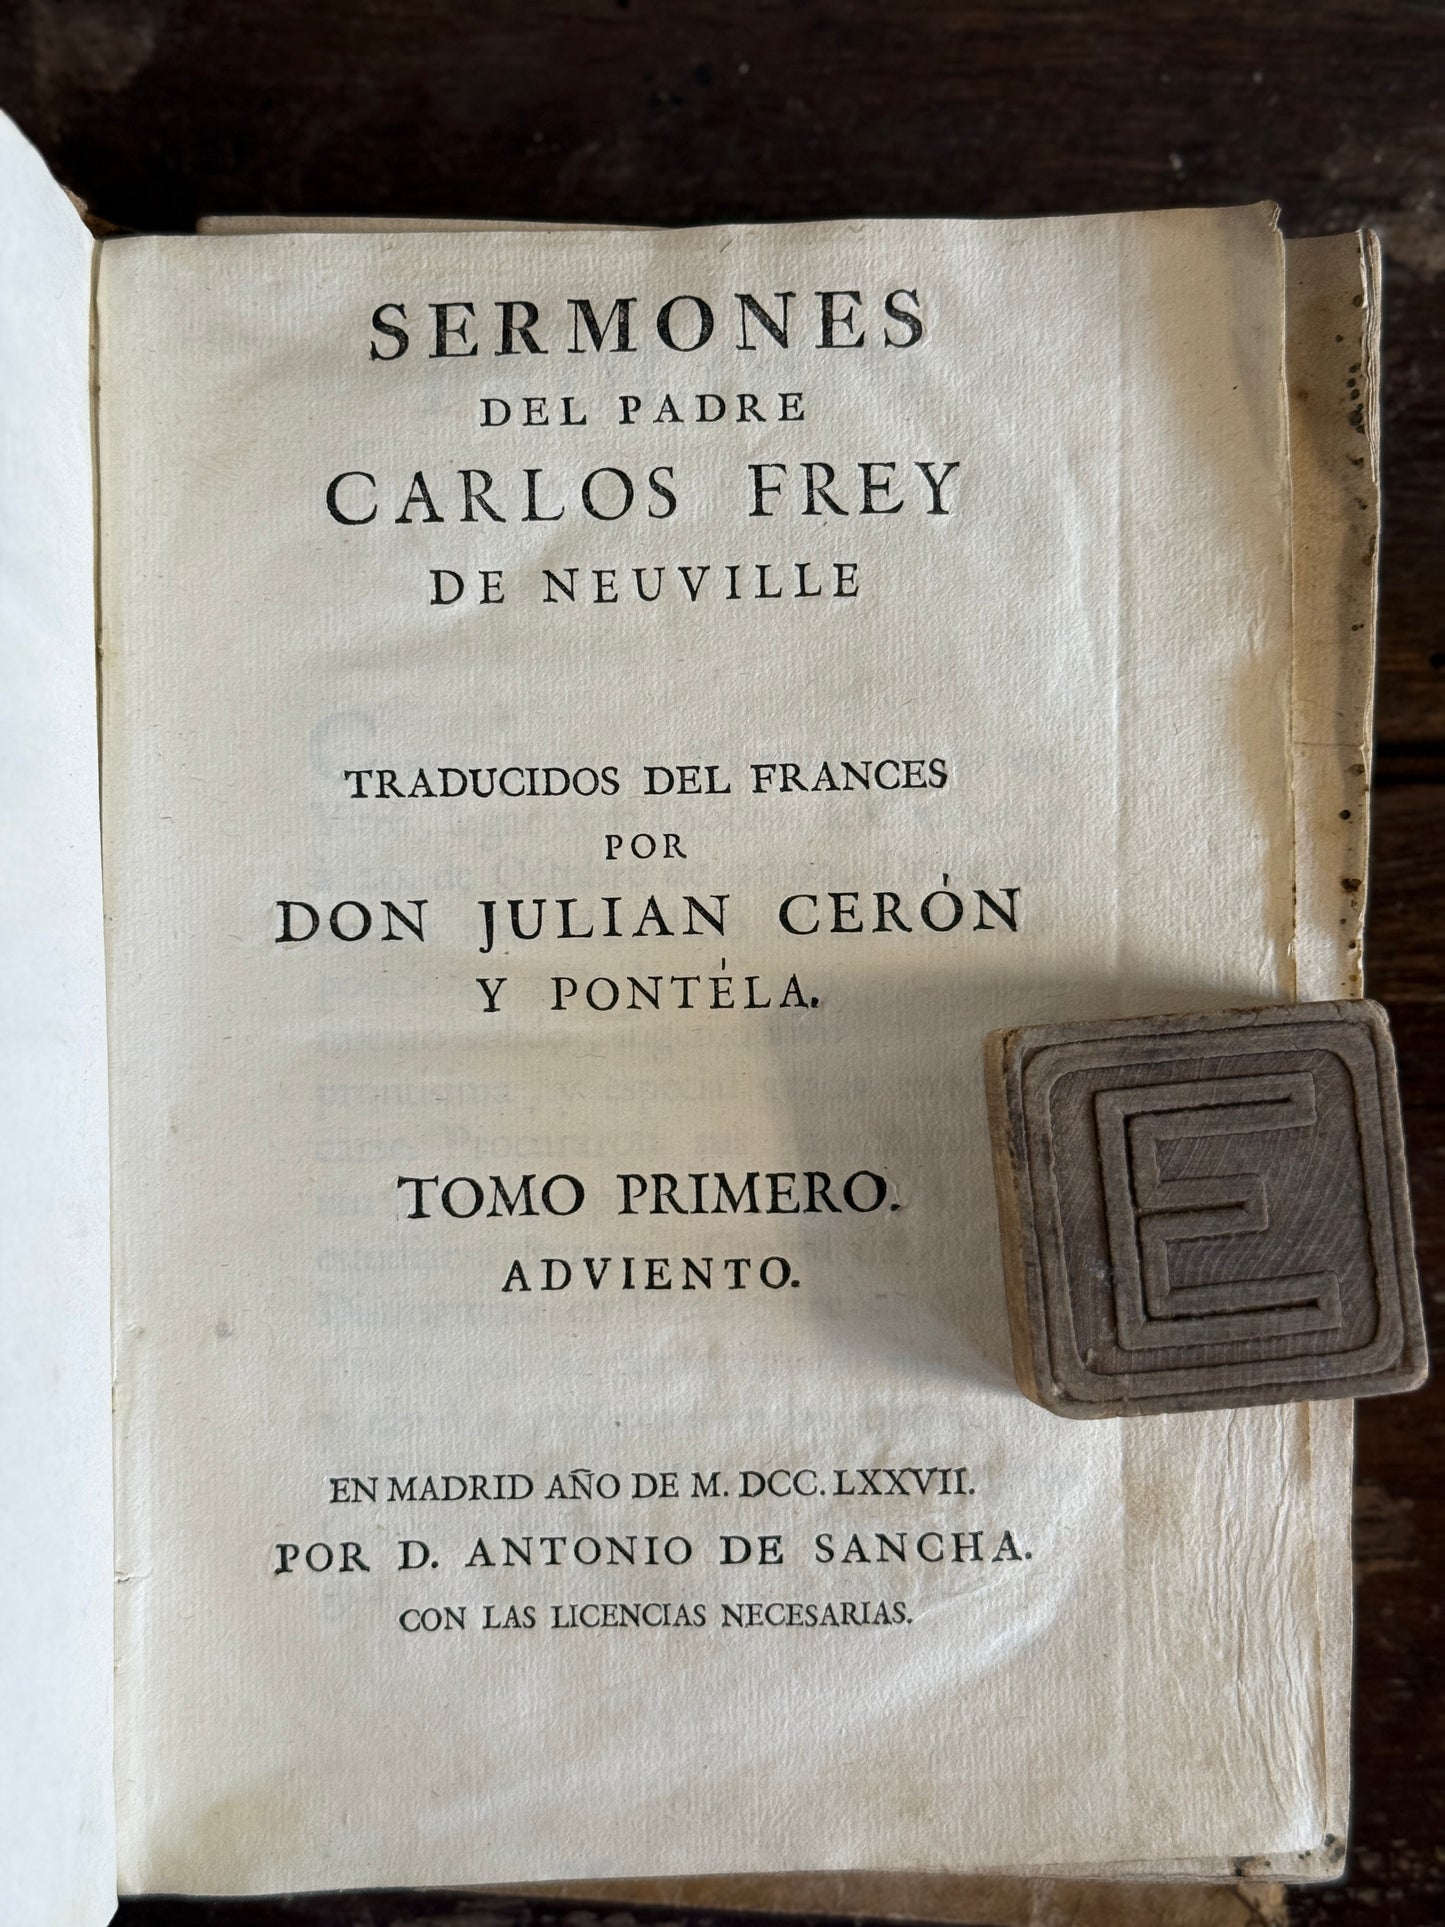 SERMONES
DEL PADRE
CARLOS FREY
DE NEUVILLE
TRADUCIDOS DEL FRANCES
POR
DON JULIAN CERÓN
Y PONTÉLA.
TOMO PRIMERO.
ADVIENTO.
E
EN MADRID AÑO DE M. DCC. LXXVII.
POR D. ANTONIO DE SANCHA.
CON LAS LICENCIAS NECESARIAS.